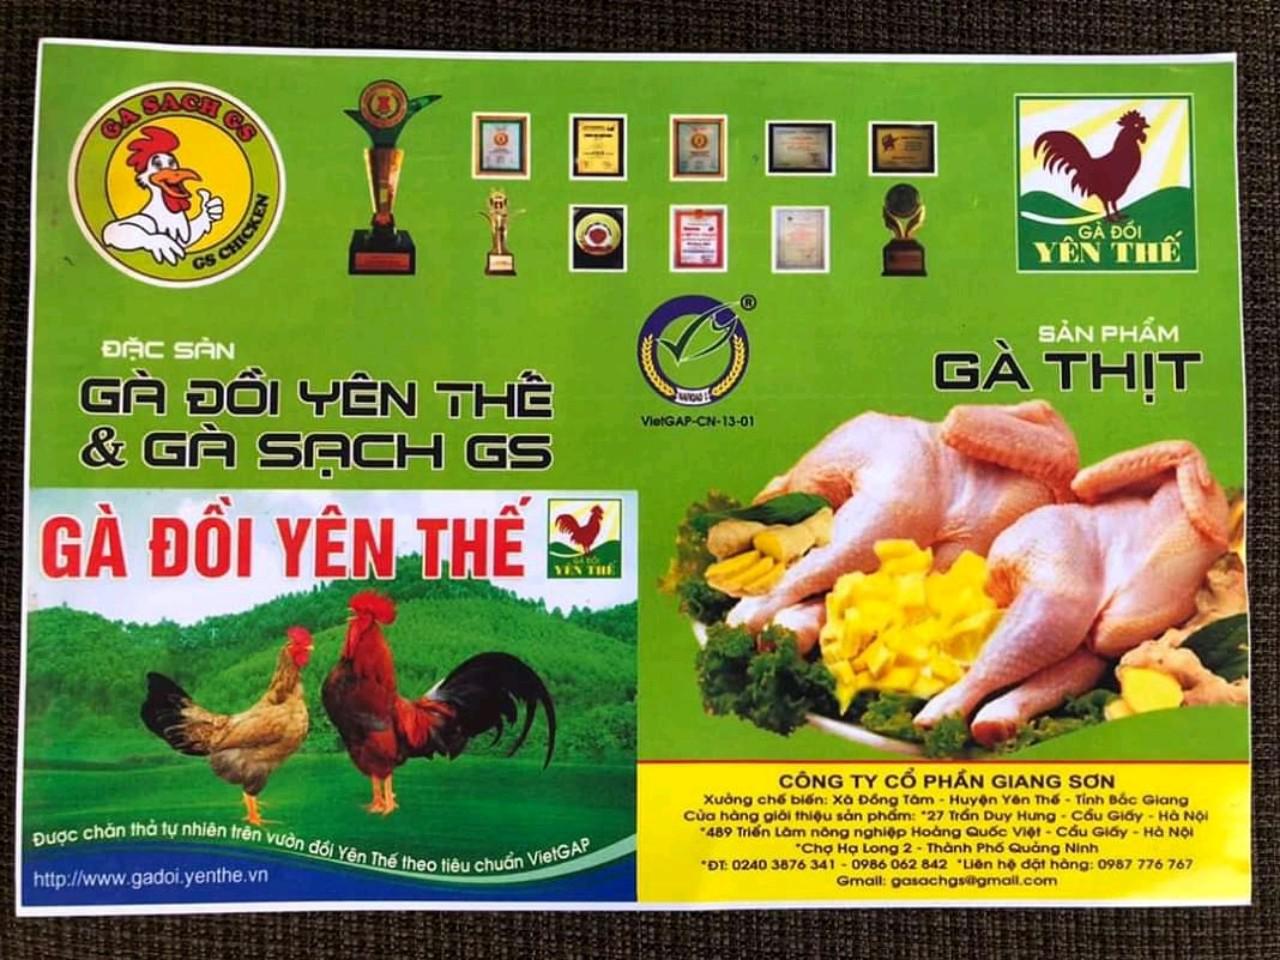 GA SACH GS
GS CHICKEN
GÀ ĐỒI
YÊN THẾ
®
VietGAP-CN-13-01
ĐẶC SẢN
GÀ ĐỒI YÊN THẾ
& GÀ SẠCH GS
SẢN PHẨM
GÀ THỊT
GÀ ĐỒI YÊN THẾ
GÀ ĐỒI
YÊN THẾ
Được chăn thả tự nhiên trên vườn đồi Yên Thế theo tiêu chuẩn VietGAP
http://www.gadoi.yenthe.vn
CÔNG TY CỔ PHẦN GIANG SƠN
Xưởng chế biến: Xã Đồng Tâm - Huyện Yên Thế - Tỉnh Bắc Giang
Cửa hàng giới thiệu sản phẩm: *27 Trần Duy Hưng - Cầu Giấy - Hà Nội
*489 Triển Lãm nông nghiệp Hoàng Quốc Việt - Cầu Giấy - Hà Nội
*Chợ Hạ Long 2 - Thành Phố Quảng Ninh
*ĐT: 0240 3876 341 - 0986 062 842 *Liên hệ đặt hàng: 0987 776 767
Gmail: gasachgs@gmail.com